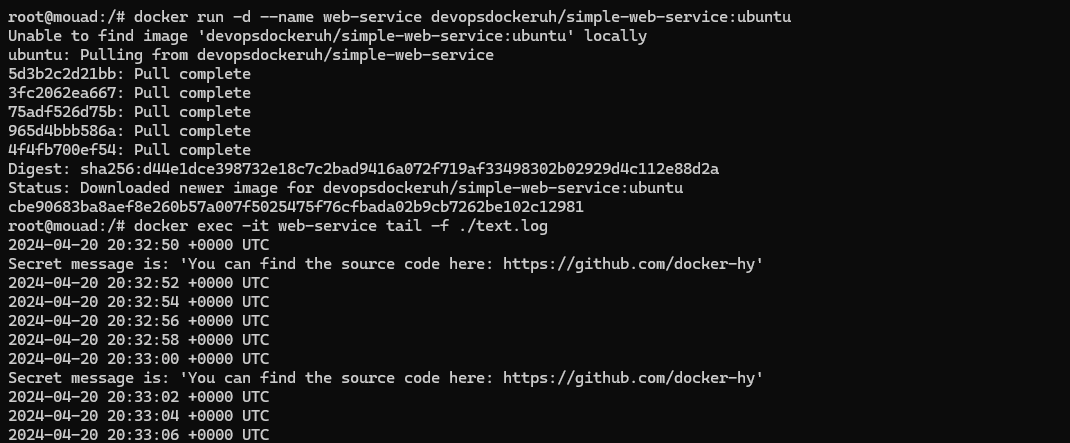 root@mouad:/# docker run -d --name web-service devopsdockeruh/simple-web-service:ubuntu
Unable to find image 'devopsdockeruh/simple-web-service:ubuntu' locally
ubuntu: Pulling from devopsdockeruh/simple-web-service
5d3b2c2d21bb: Pull complete
3fc2062ea667: Pull complete
75adf526d75b: Pull complete
965d4bbb586a: Pull complete
4f4fb700ef54: Pull complete
Digest: sha256:d44e1dce398732e18c7c2bad9416a072f719af33498302b02929d4c112e88d2a
Status: Downloaded newer image for devopsdockeruh/simple-web-service:ubuntu
cbe90683ba8aef8e260b57a007f5025475f76cfbada02b9cb7262be102c12981
root@mouad:/# docker exec -it web-service tail -f ./text.log
2024-04-20 20:32:50 +0000 UTC
Secret message is: 'You can find the source code here: https://github.com/docker-hy'
2024-04-20 20:32:52 +0000 UTC
2024-04-20 20:32:54 +0000 UTC
2024-04-20 20:32:56 +0000 UTC
2024-04-20 20:32:58 +0000 UTC
2024-04-20 20:33:00 +0000 UTC
Secret message is: 'You can find the source code here: https://github.com/docker-hy'
2024-04-20 20:33:02 +0000 UTC
2024-04-20 20:33:04 +0000 UTC
2024-04-20 20:33:06 +0000 UTC